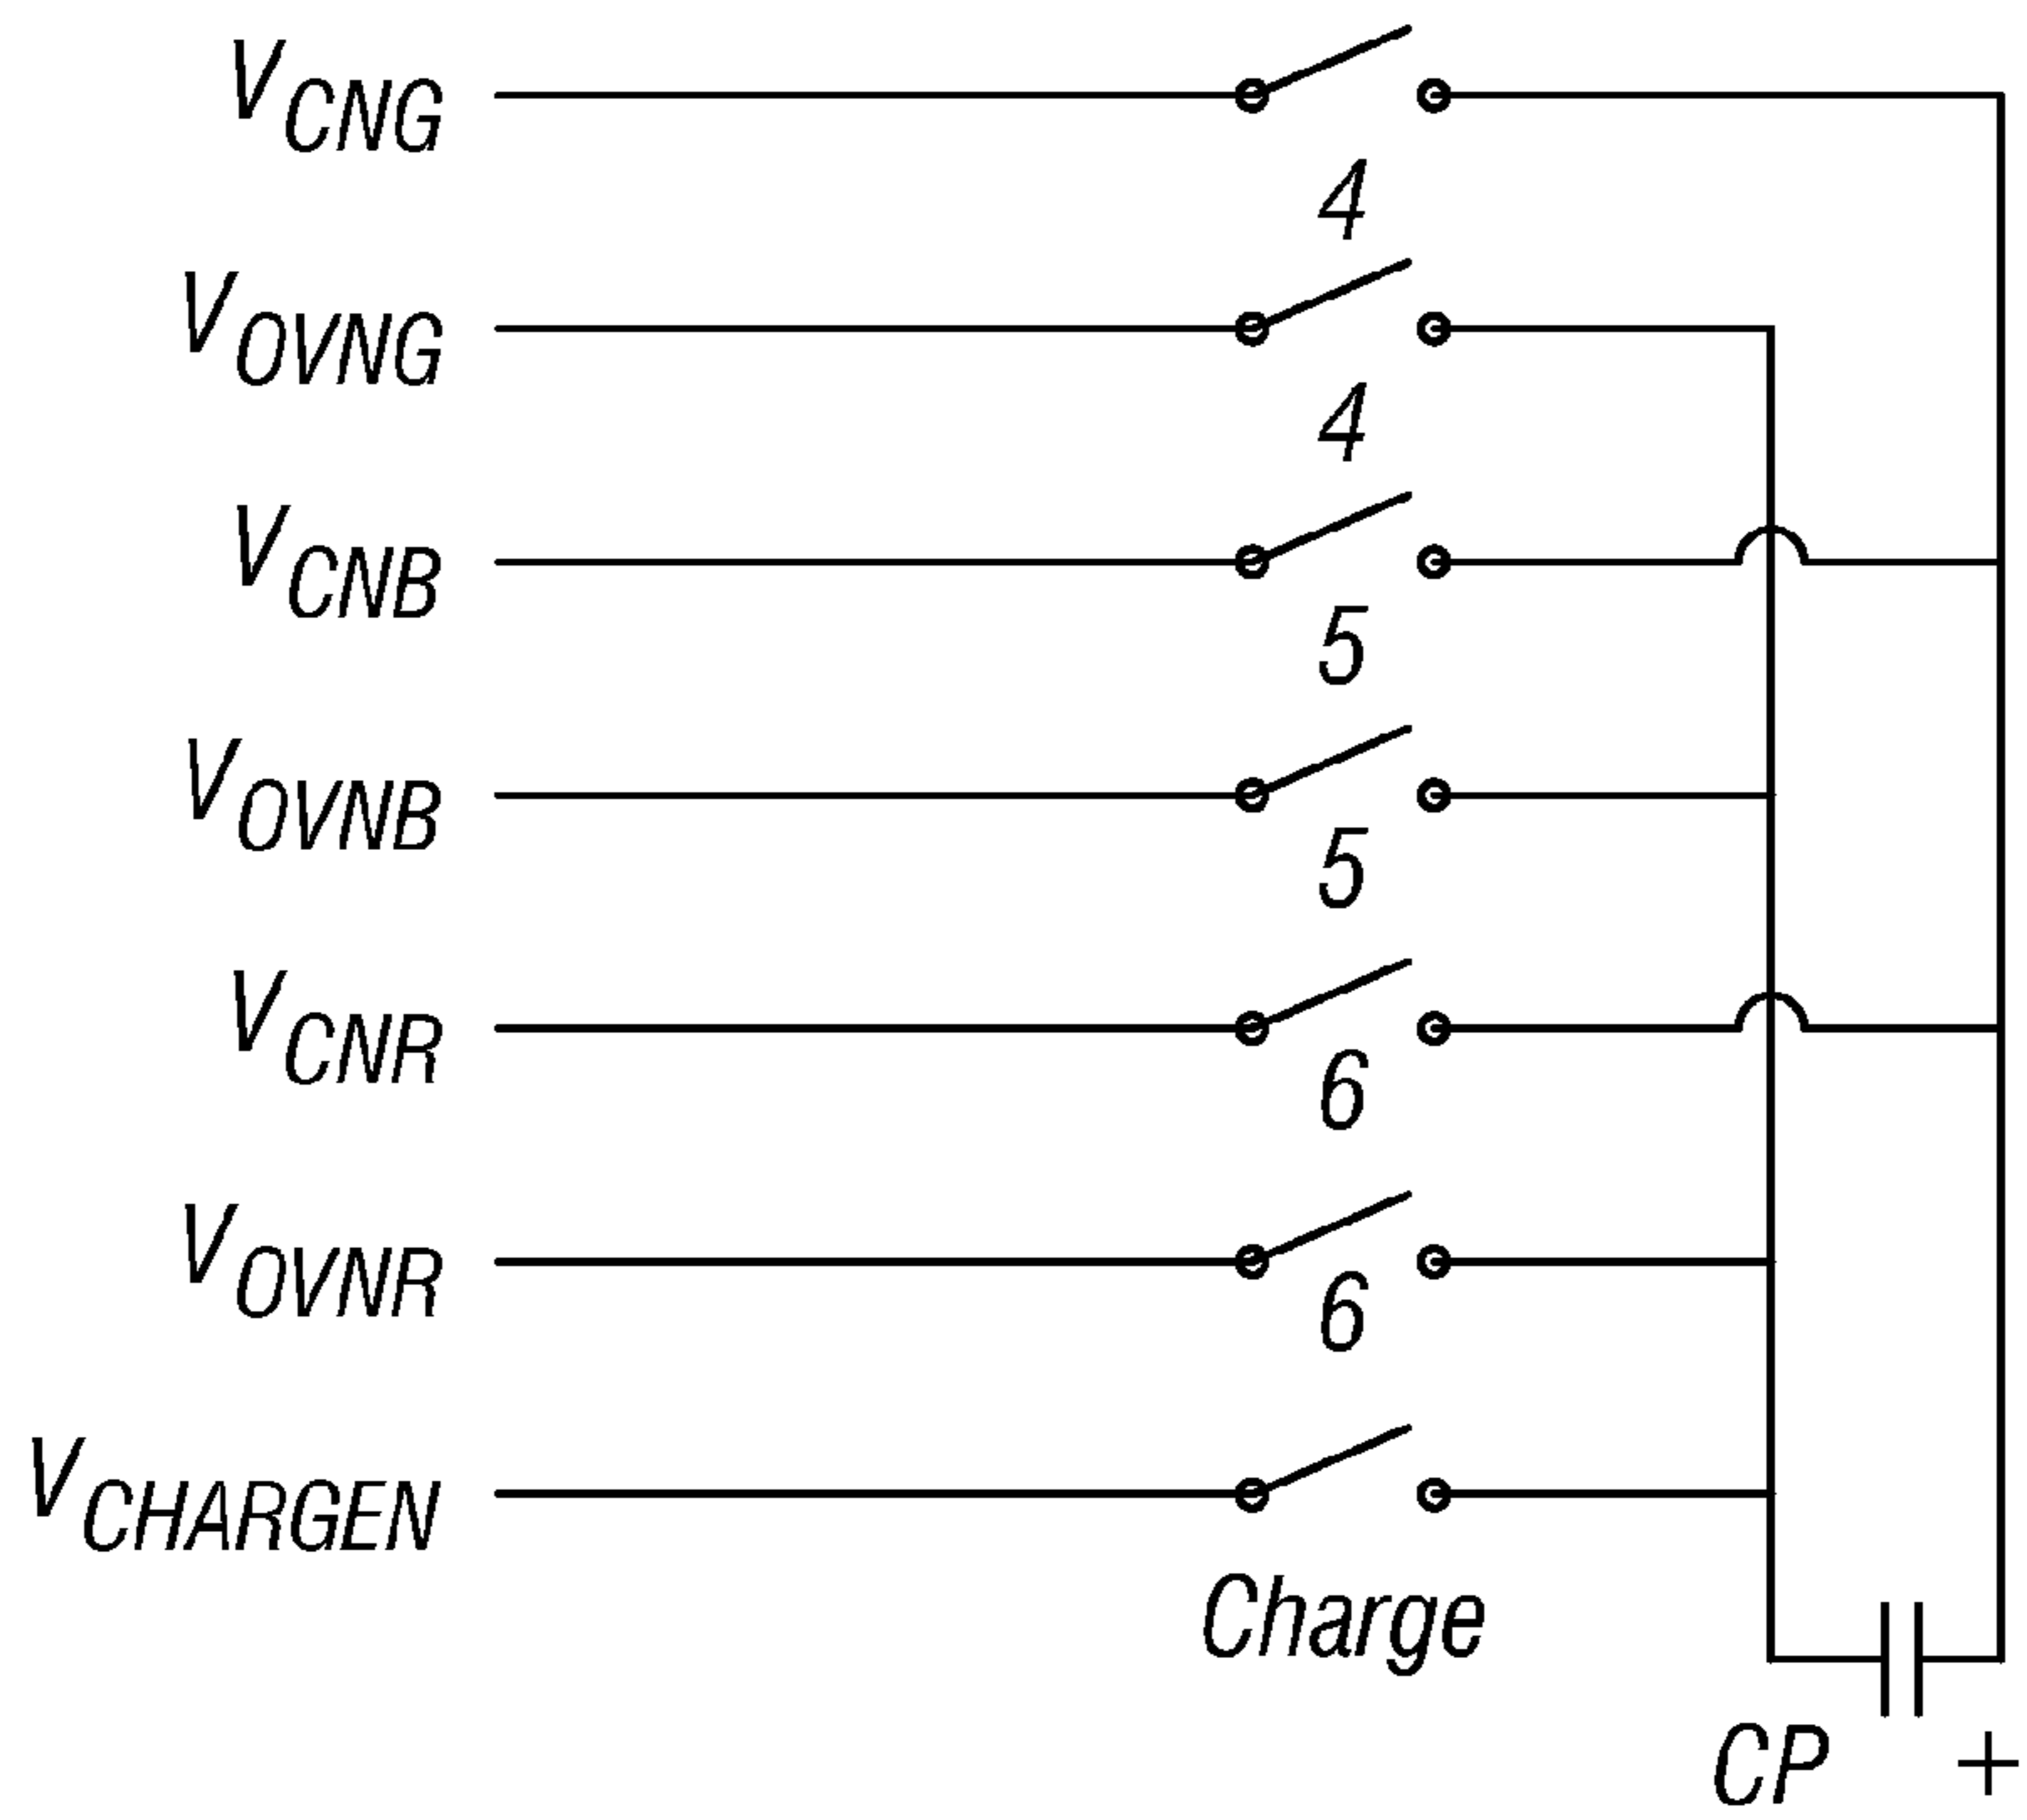 VCNG
4
VOVNG
4
VCNB
5
VOVNB
5
VCNR
6
VOVNR
6
VCHARGEN
Charge
CP +